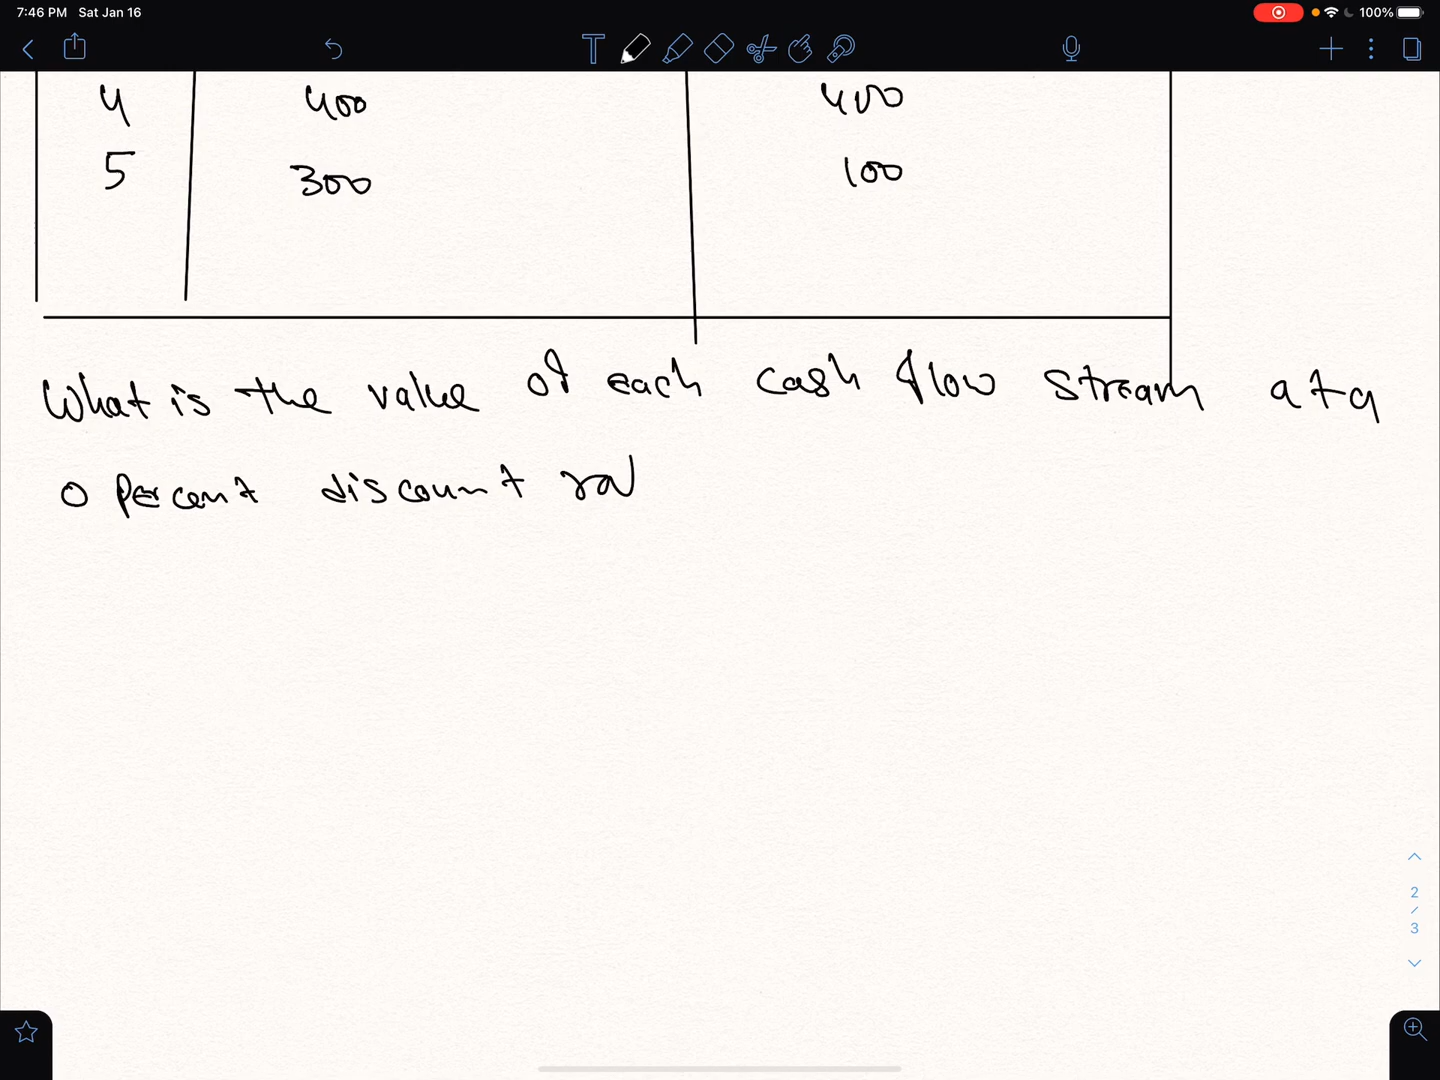 7:46 PM Sat Jan 16 100%
4 400 400
5 300 100
What is the value of each cash flow stream at a
0 percent discount
2
/
3